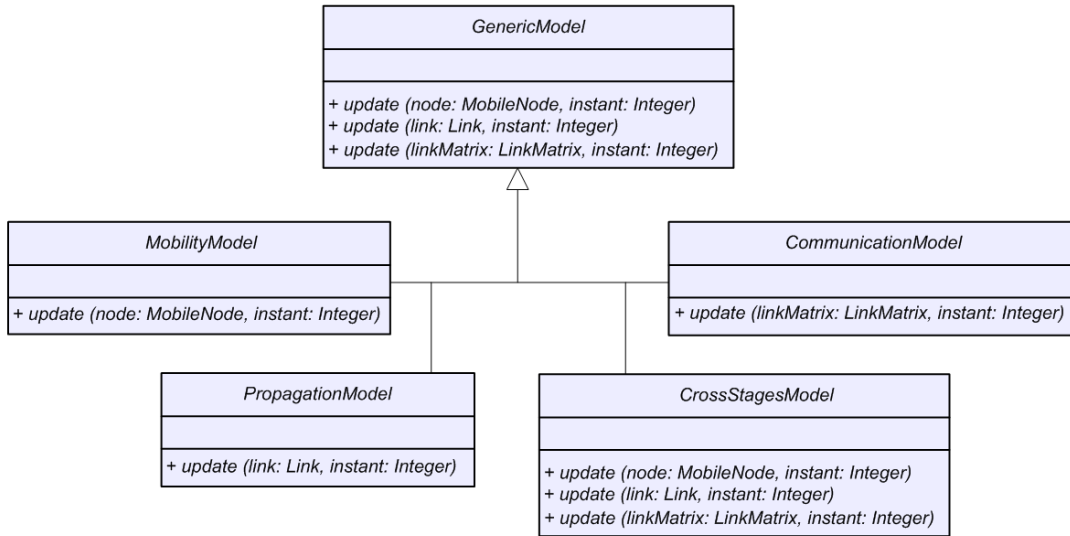 GenericModel
+ update (node: MobileNode, instant: Integer)
+ update (link: Link, instant: Integer)
+ update (linkMatrix: LinkMatrix, instant: Integer)
MobilityModel
+ update (node: MobileNode, instant: Integer)
CommunicationModel
+ update (linkMatrix: LinkMatrix, instant: Integer)
PropagationModel
+ update (link: Link, instant: Integer)
CrossStagesModel
+ update (node: MobileNode, instant: Integer)
+ update (link: Link, instant: Integer)
+ update (linkMatrix: LinkMatrix, instant: Integer)